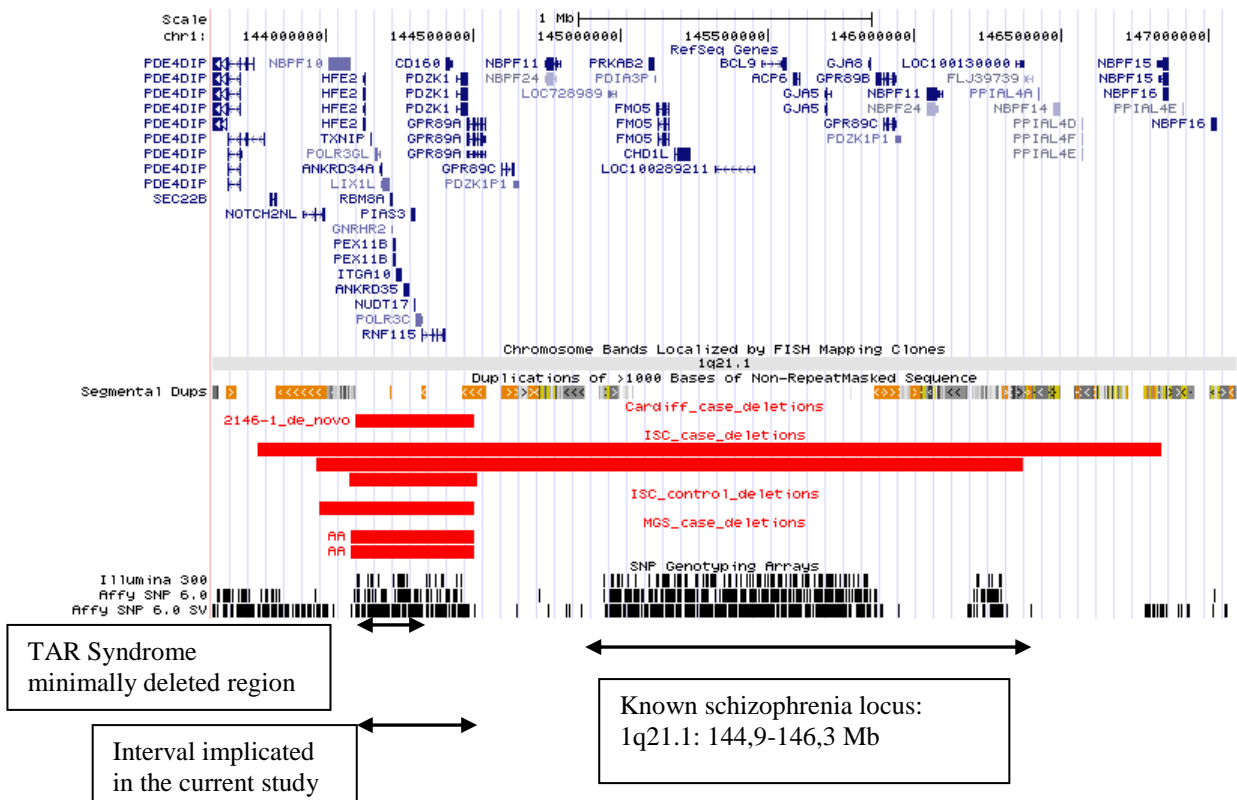 Scale 1 Mb
chr1: 144000000 144500000 145000000 145500000 146000000 146500000 147000000
RefSeq Genes
PDE4DIP NBPF10 CD160 NBPF11 PRKAB2 BCL9 GJA8 LOC100130000 NBPF15
PDE4DIP HFE2 PDZK1 NBPF24 PDIA3P ACP6 GPR89B FLJ39739 NBPF15
PDE4DIP HFE2 PDZK1 LOC728989 GJA5 NBPF11 PPIAL4A NBPF16
PDE4DIP HFE2 PDZK1 FMO5 GJA5 NBPF24 NBPF14 PPIAL4E
PDE4DIP HFE2 GPR89A FMO5 GPR89C PPIAL4D NBPF16
PDE4DIP TXNIP GPR89A FMO5 PDZK1P1 PPIAL4F
PDE4DIP POLR3GL GPR89A CHD1L PPIAL4E
PDE4DIP ANKRD34A GPR89C LOC100289211
PDE4DIP LIX1L PDZK1P1
SEC22B RBM8A
NOTCH2NL PIAS3
GNRHR2
PEX11B
PEX11B
ITGA10
ANKRD35
NUDT17
POLR3C
RNF115
Chromosome Bands Localized by FISH Mapping Clones
1q21.1
Duplications of >1000 Bases of Non-RepeatMasked Sequence
Segmental Dups
Cardiff_case_deletions
2146-1_de_novo
ISC_case_deletions
ISC_control_deletions
MGS_case_deletions
AA
AA
SNP Genotyping Arrays
Illumina 300
Affy SNP 6.0
Affy SNP 6.0 SV
TAR Syndrome
minimally deleted region
Known schizophrenia locus:
1q21.1: 144,9-146,3 Mb
Interval implicated
in the current study